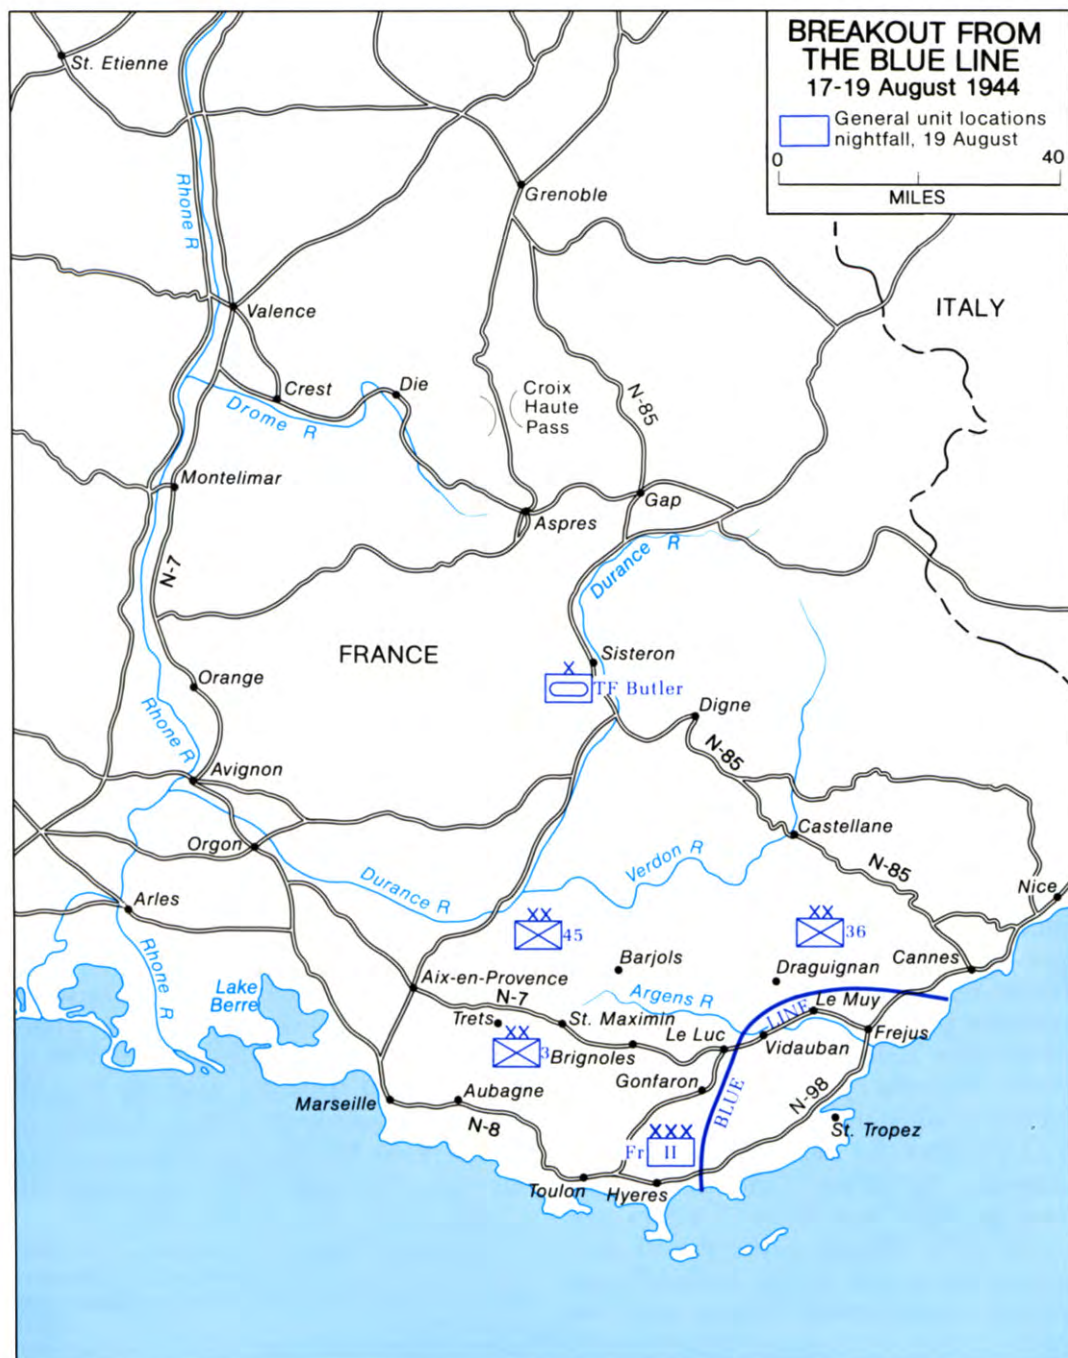 BREAKOUT FROM
THE BLUE LINE
17-19 August 1944
General unit locations
nightfall, 19 August
0
40
MILES
St. Etienne
Rhone R
Grenoble
ITALY
Valence
Crest
Die
Croix
Haute
Pass
N-85
Drome R
Montelimar
Gap
Aspres
N-7
Durance R
FRANCE
Sisteron
X
TF Butler
Orange
Digne
Rhone R
N-85
Avignon
Castellane
Orgon
Verdon R
N-85
Durance R
Nice
Arles
XX
45
XX
36
Rhone R
Barjols
Cannes
Draguignan
Lake
Berre
Aix-en-Provence
N-7
Argens R
Le Muy
LINE
Trets
St. Maximin
Le Luc
Frejus
XX
3
Brignoles
Vidauban
Gonfaron
BLUE
N-98
Marseille
Aubagne
N-8
St. Tropez
XXX
Fr II
Toulon
Hyeres